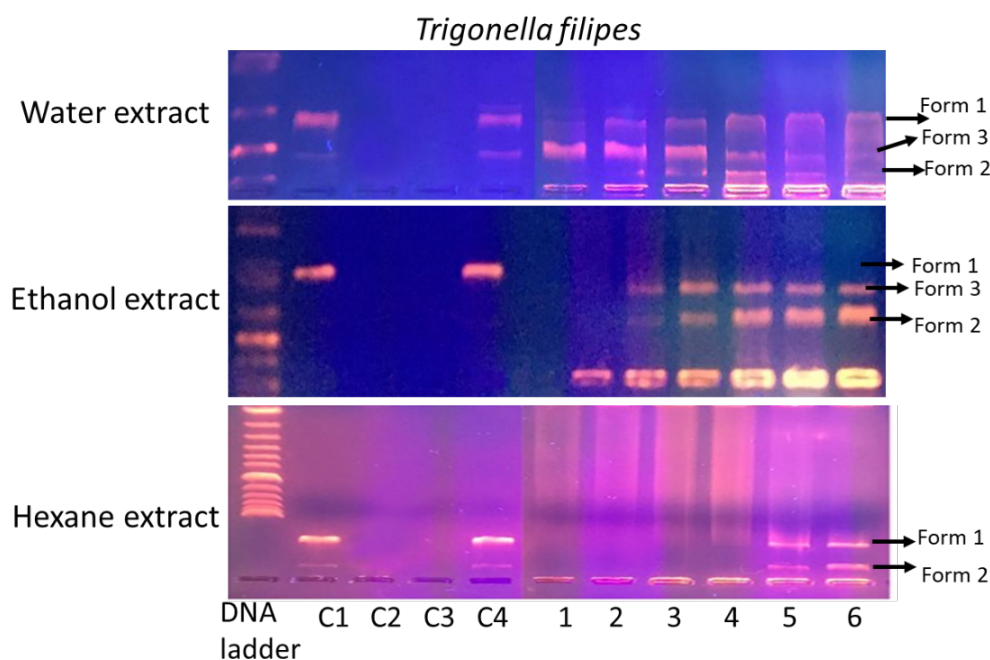 Trigonella filipes
Water extract
Form 1
Form 3
Form 2
Ethanol extract
Form 1
Form 3
Form 2
Hexane extract
Form 1
Form 2
DNA ladder C1 C2 C3 C4 1 2 3 4 5 6